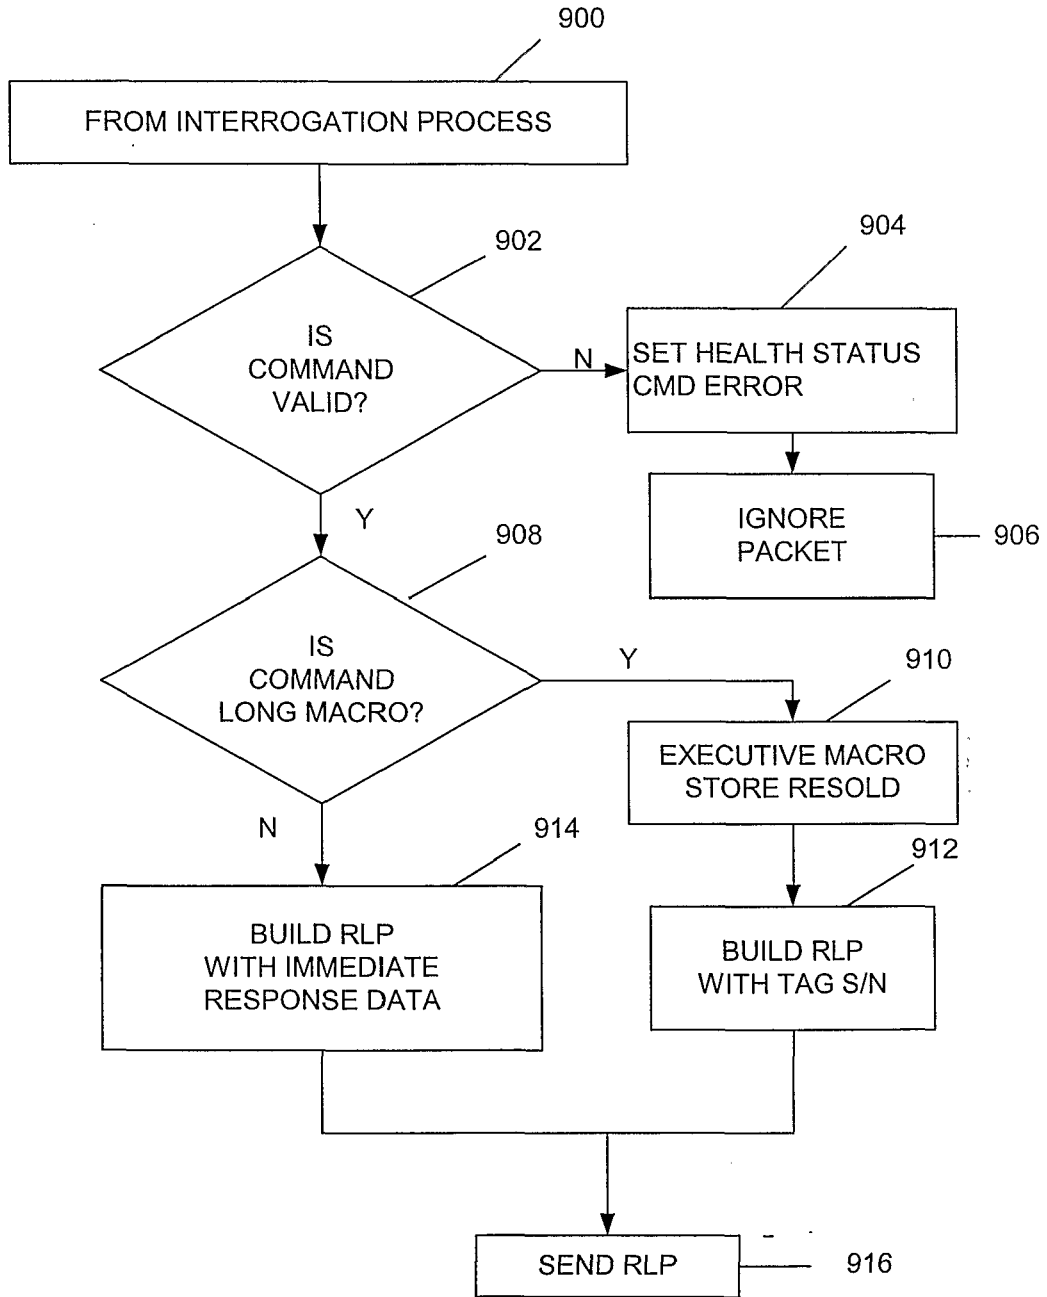 900
FROM INTERROGATION PROCESS
902
904
IS
COMMAND
VALID?
N
SET HEALTH STATUS
CMD ERROR
Y
IGNORE
PACKET
906
908
IS
COMMAND
LONG MACRO?
Y
910
EXECUTIVE MACRO
STORE RESOLD
N
914
912
BUILD RLP
WITH IMMEDIATE
RESPONSE DATA
BUILD RLP
WITH TAG S/N
SEND RLP
916